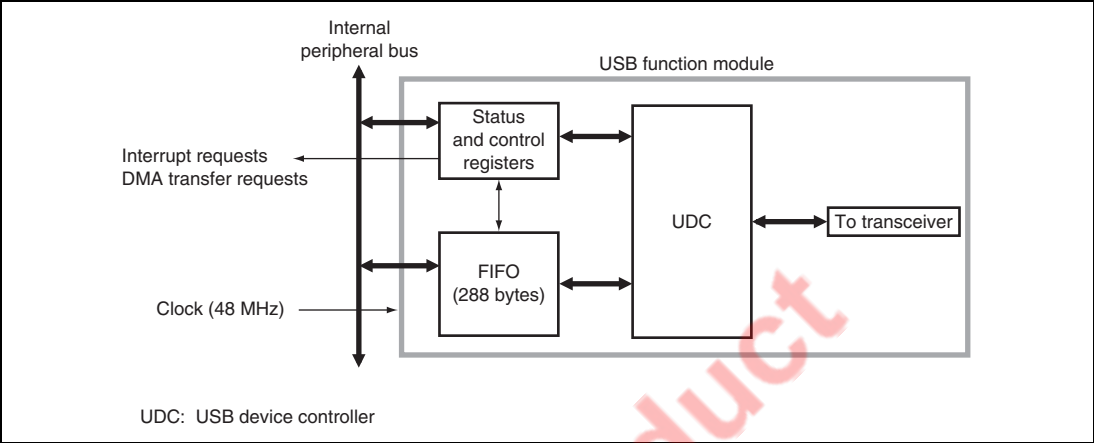 Internal
peripheral bus
USB function module
Status
and control
registers
Interrupt requests
DMA transfer requests
UDC
To transceiver
FIFO
(288 bytes)
Clock (48 MHz)
UDC: USB device controller
duct